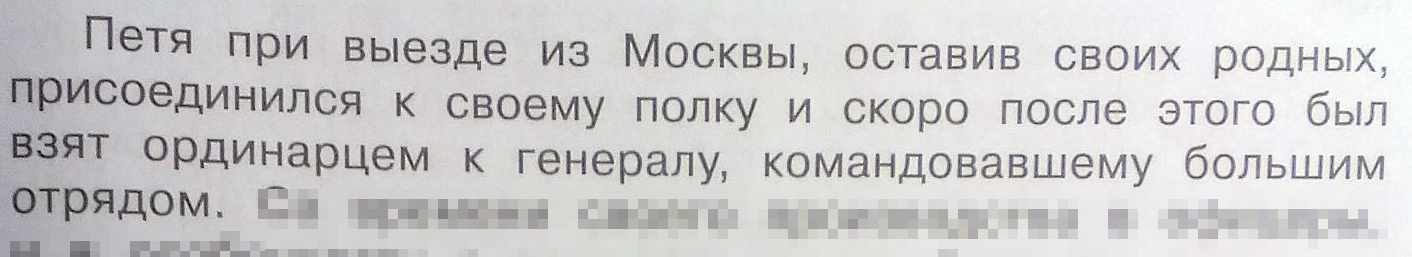 Петя при выезде из Москвы, оставив своих родных,
присоединился к своему полку и скоро после этого был
взят ординарцем к генералу, командовавшему большим
отрядом.